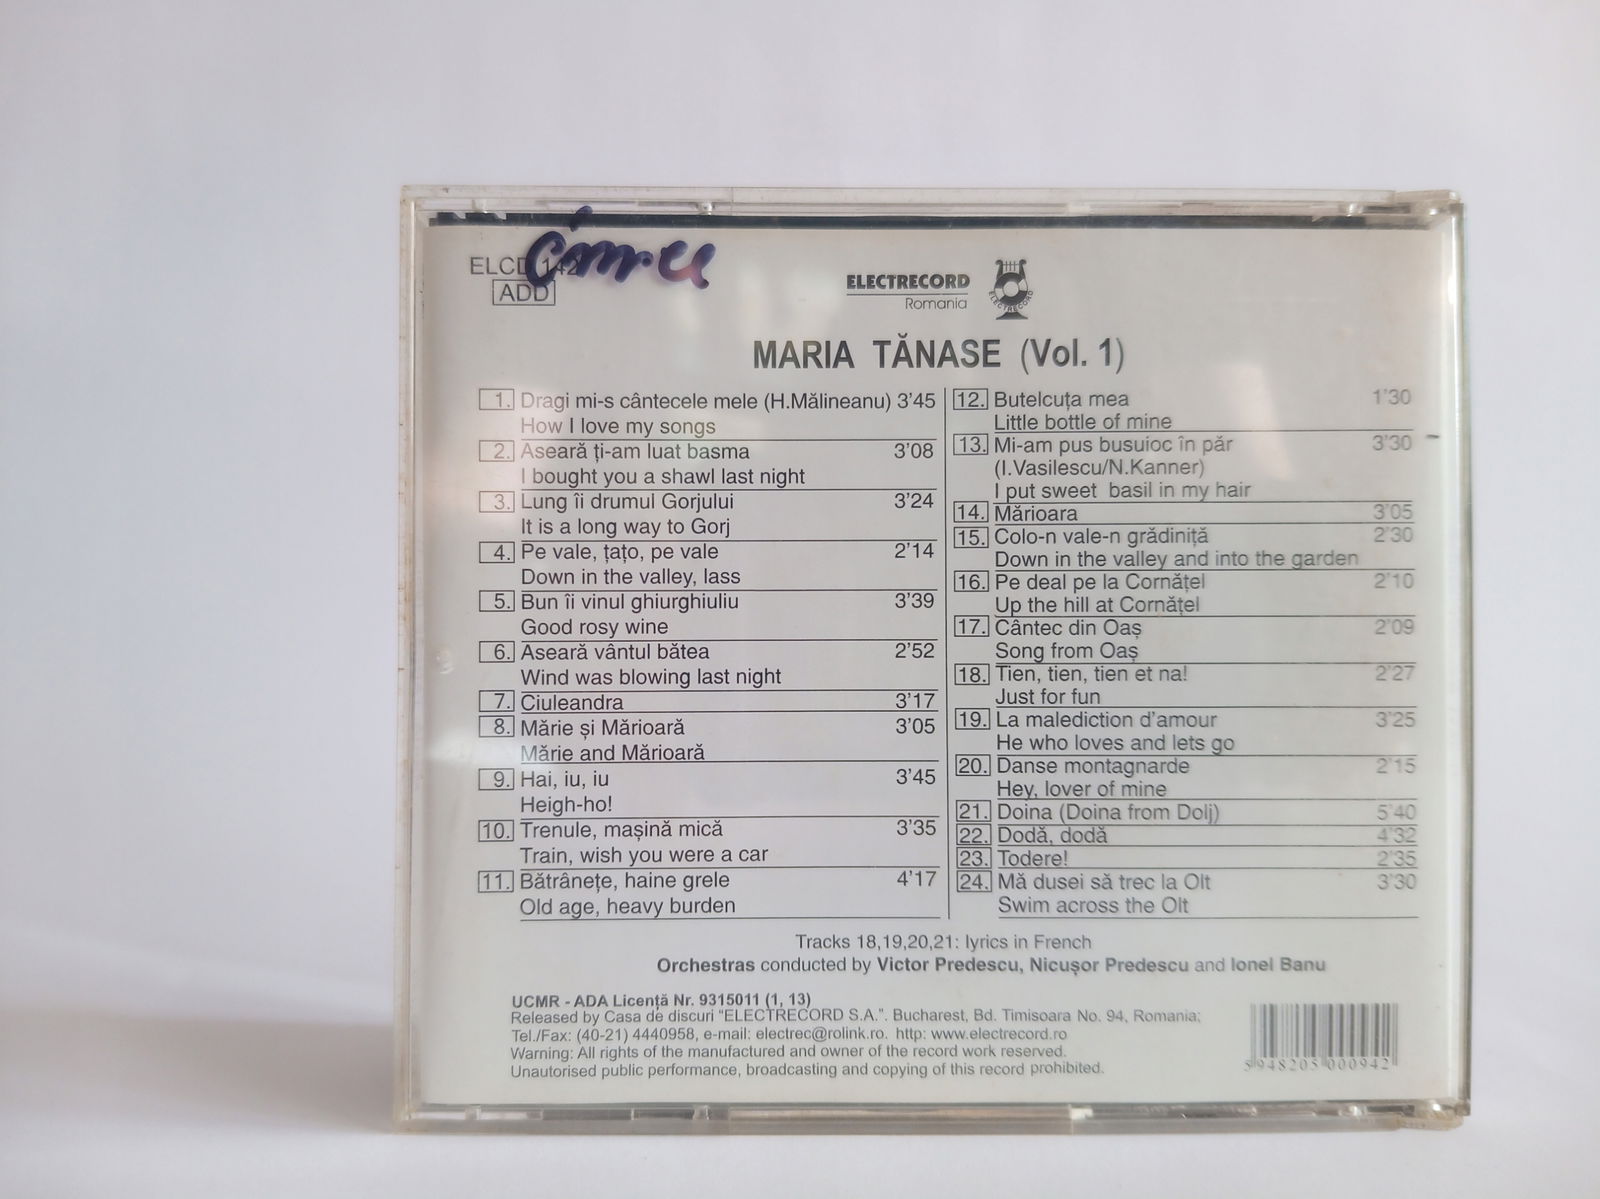 ELCD 142
ADD
ELECTRECORD
Romania
ELECTRECORD
MARIA TĂNASE (Vol. 1)
1. Dragi mi-s cântecele mele (H.Mălineanu) 3'45
How I love my songs
2. Aseară ți-am luat basma 3'08
I bought you a shawl last night
3. Lung îi drumul Gorjului 3'24
It is a long way to Gorj
4. Pe vale, țațo, pe vale 2'14
Down in the valley, lass
5. Bun îi vinul ghiurghiuliu 3'39
Good rosy wine
6. Aseară vântul bătea 2'52
Wind was blowing last night
7. Ciuleandra 3'17
8. Mărie și Mărioară 3'05
Mărie and Mărioară
9. Hai, iu, iu 3'45
Heigh-ho!
10. Trenule, mașină mică 3'35
Train, wish you were a car
11. Bătrânețe, haine grele 4'17
Old age, heavy burden
12. Butelcuța mea 1'30
Little bottle of mine
13. Mi-am pus busuioc în păr 3'30
(I.Vasilescu/N.Kanner)
I put sweet basil in my hair
14. Mărioara 3'05
15. Colo-n vale-n grădiniță 2'30
Down in the valley and into the garden
16. Pe deal pe la Cornățel 2'10
Up the hill at Cornățel
17. Cântec din Oaș 2'09
Song from Oaș
18. Tien, tien, tien et na! 2'27
Just for fun
19. La malediction d'amour 3'25
He who loves and lets go
20. Danse montagnarde 2'15
Hey, lover of mine
21. Doina (Doina from Dolj) 5'40
22. Dodă, dodă 4'32
23. Todere! 2'35
24. Mă dusei să trec la Olt 3'30
Swim across the Olt
Tracks 18,19,20,21: lyrics in French
Orchestras conducted by Victor Predescu, Nicușor Predescu and Ionel Banu
UCMR - ADA Licență Nr. 9315011 (1, 13)
Released by Casa de discuri "ELECTRECORD S.A.". Bucharest, Bd. Timisoara No. 94, Romania;
Tel./Fax: (40-21) 4440958, e-mail: electrec@rolink.ro. http: www.electrecord.ro
Warning: All rights of the manufactured and owner of the record work reserved.
Unauthorised public performance, broadcasting and copying of this record prohibited.
5 948205 000942